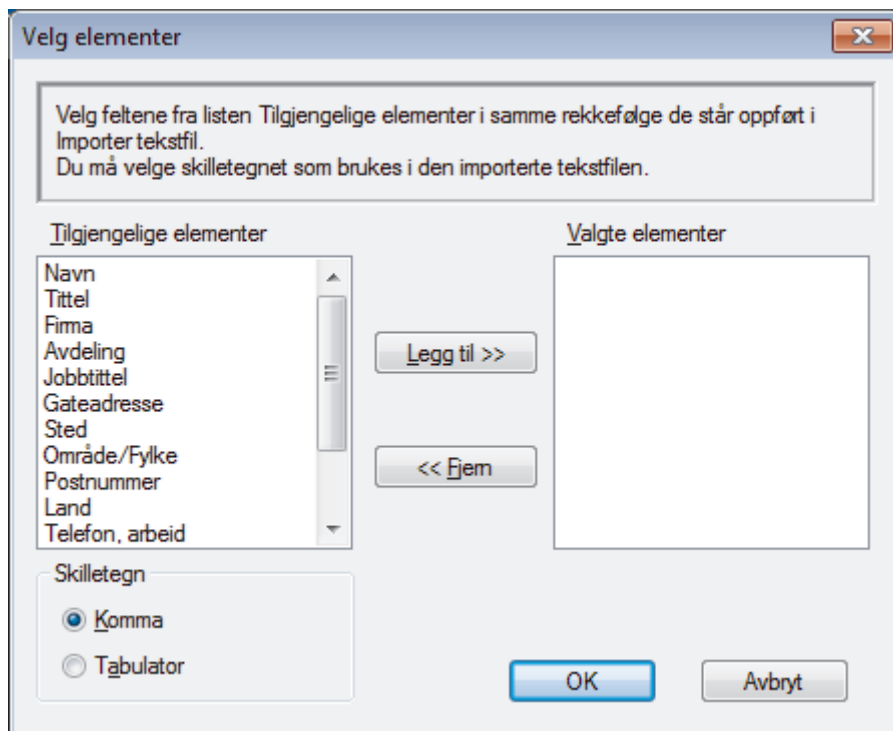 Velg elementer
Velg feltene fra listen Tilgjengelige elementer i samme rekkefølge de står oppført i
Importer tekstfil.
Du må velge skilletegnet som brukes i den importerte tekstfilen.
Tilgjengelige elementer
Valgte elementer
Navn
Tittel
Firma
Avdeling
Jobbtittel
Gateadresse
Sted
Område/Fylke
Postnummer
Land
Telefon, arbeid
Legg til >>
<< Fjern
Skilletegn
Komma
Tabulator
OK
Avbryt